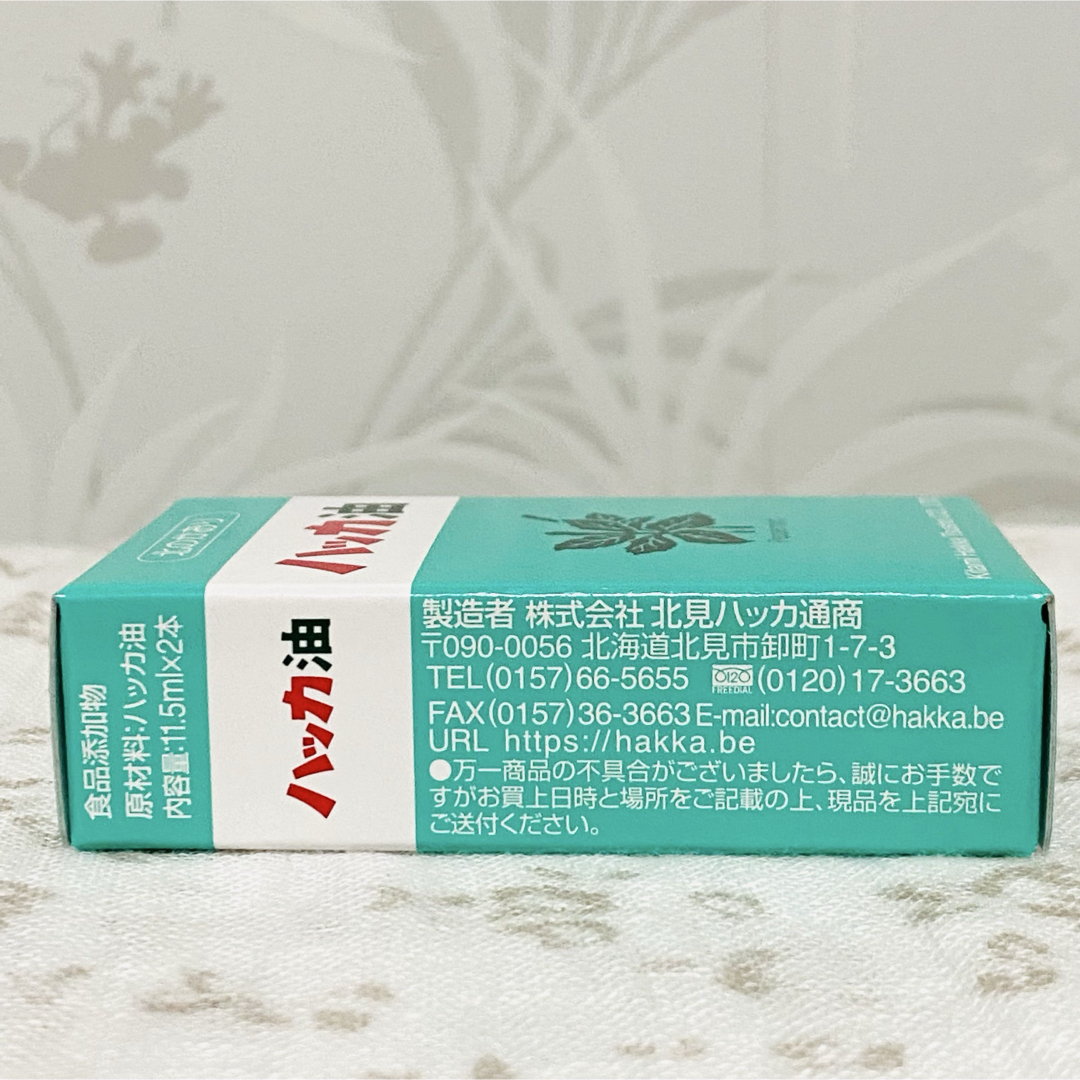 ハッカ油
Kitami Hakka
食品添加物
原材料:ハッカ油
内容量:11.5ml×2本
ハッカ油
製造者 株式会社 北見ハッカ通商
〒090-0056 北海道北見市卸町1-7-3
TEL(0157)66-5655 0120 FREEDIAL (0120)17-3663
FAX(0157)36-3663 E-mail:contact@hakka.be
URL https://hakka.be
●万一商品の不具合がございましたら、誠にお手数で
すがお買上日時と場所をご記載の上、現品を上記宛に
ご送付ください。